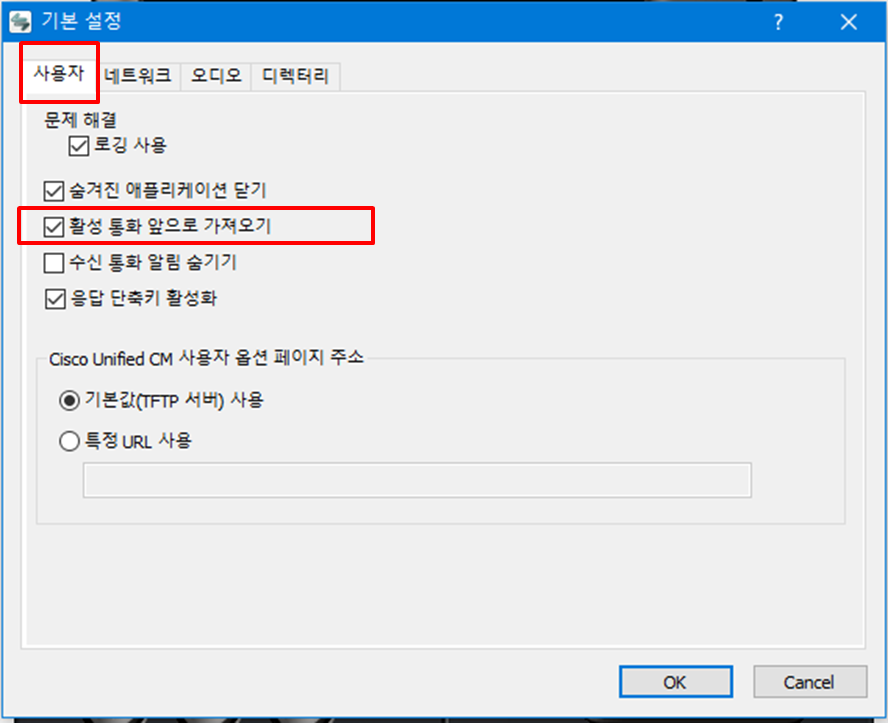 기본 설정
?
사용자 네트워크 오디오 디렉터리
문제 해결
로깅 사용
숨겨진 애플리케이션 닫기
활성 통화 앞으로 가져오기
수신 통화 알림 숨기기
응답 단축키 활성화
Cisco Unified CM 사용자 옵션 페이지 주소
기본값(TFTP 서버) 사용
특정 URL 사용
OK Cancel